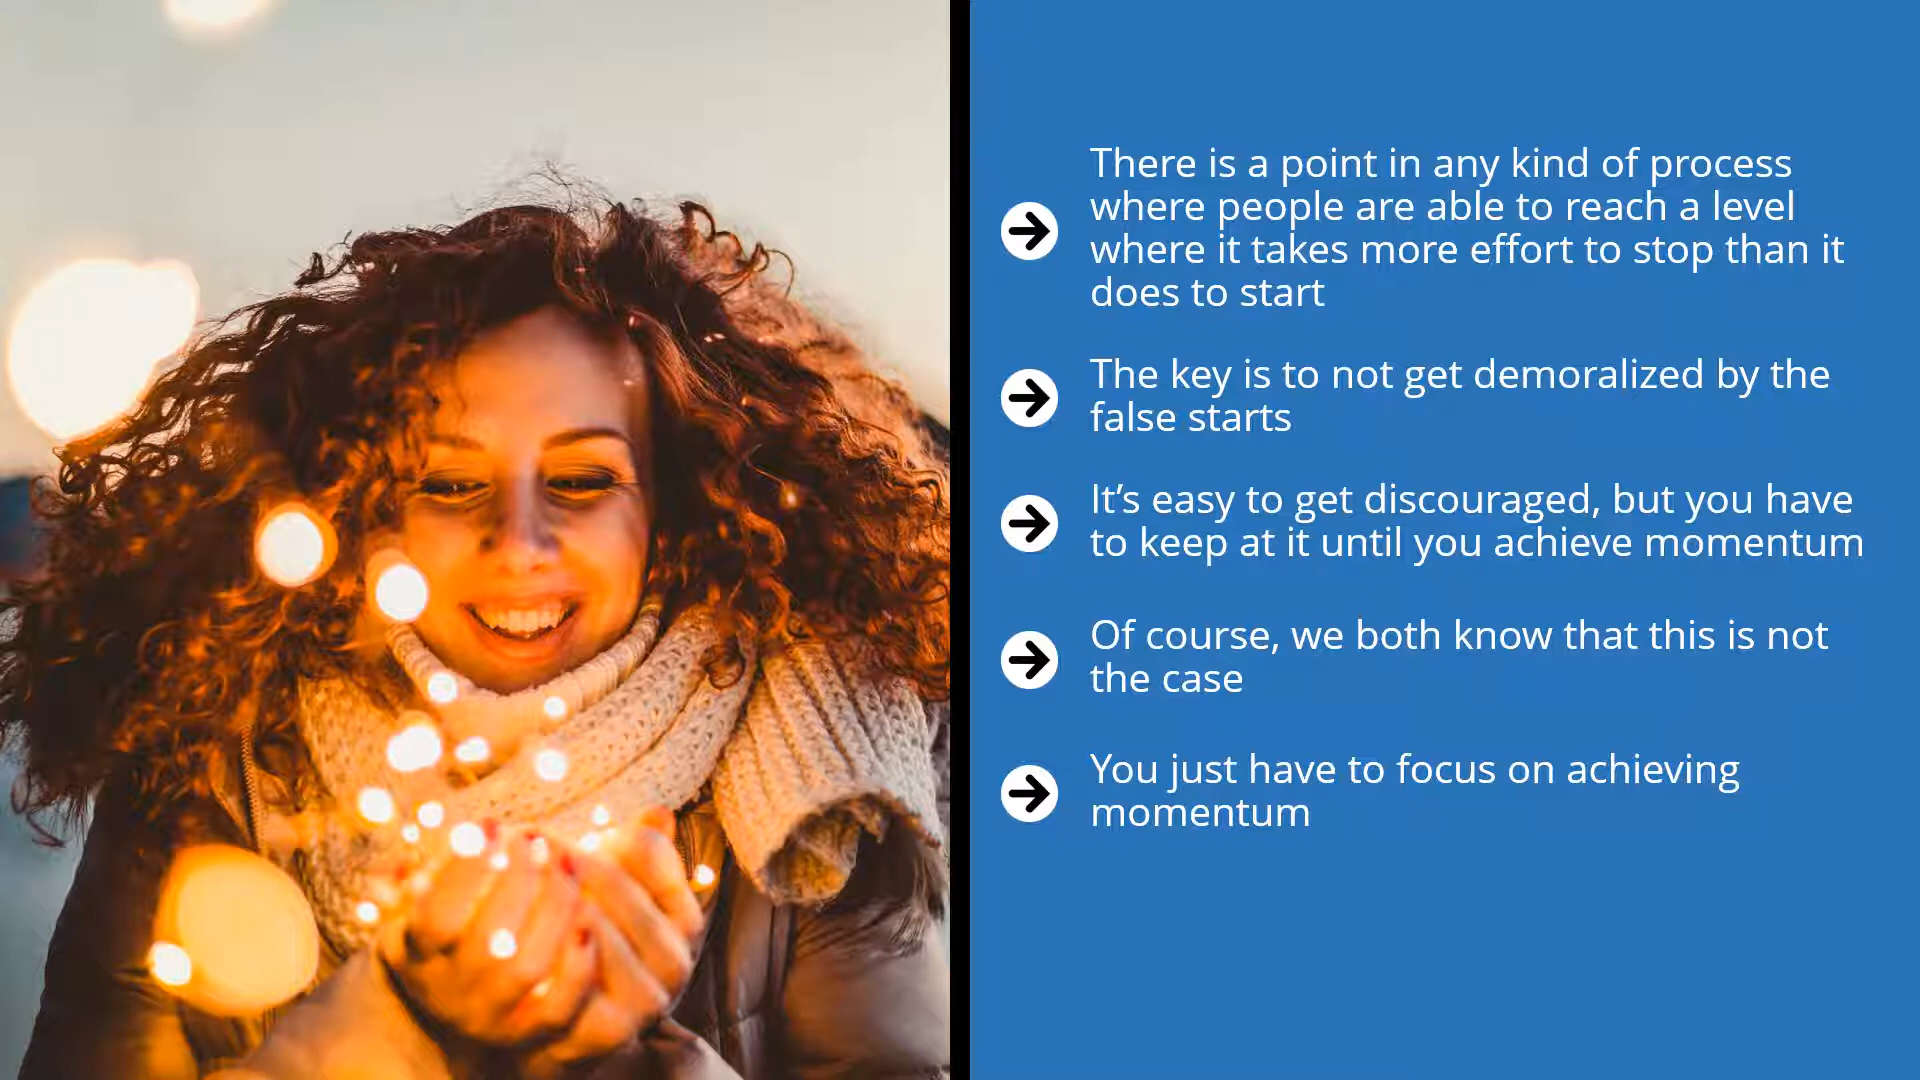 There is a point in any kind of process
where people are able to reach a level
where it takes more effort to stop than it
does to start
The key is to not get demoralized by the
false starts
It’s easy to get discouraged, but you have
to keep at it until you achieve momentum
Of course, we both know that this is not
the case
You just have to focus on achieving
momentum